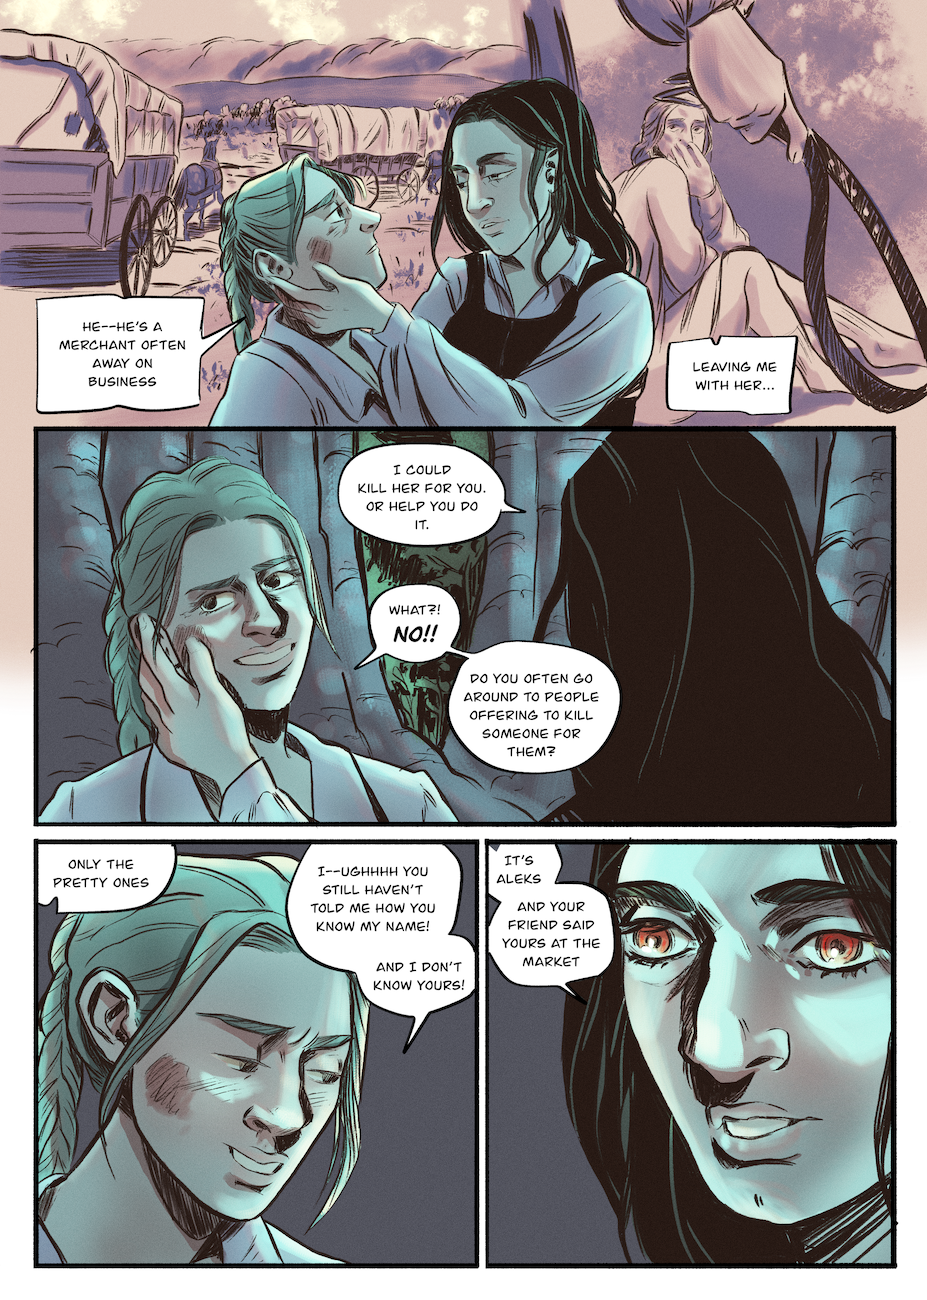 HE--HE'S A
MERCHANT OFTEN
AWAY ON
BUSINESS
LEAVING ME
WITH HER...
I COULD
KILL HER FOR YOU.
OR HELP YOU DO
IT.
WHAT?!
NO!!
DO YOU OFTEN GO
AROUND TO PEOPLE
OFFERING TO KILL
SOMEONE FOR
THEM?
ONLY THE
PRETTY ONES
I--UGHHHH YOU
STILL HAVEN'T
TOLD ME HOW YOU
KNOW MY NAME!
AND I DON'T
KNOW YOURS!
IT'S
ALEKS
AND YOUR
FRIEND SAID
YOURS AT THE
MARKET